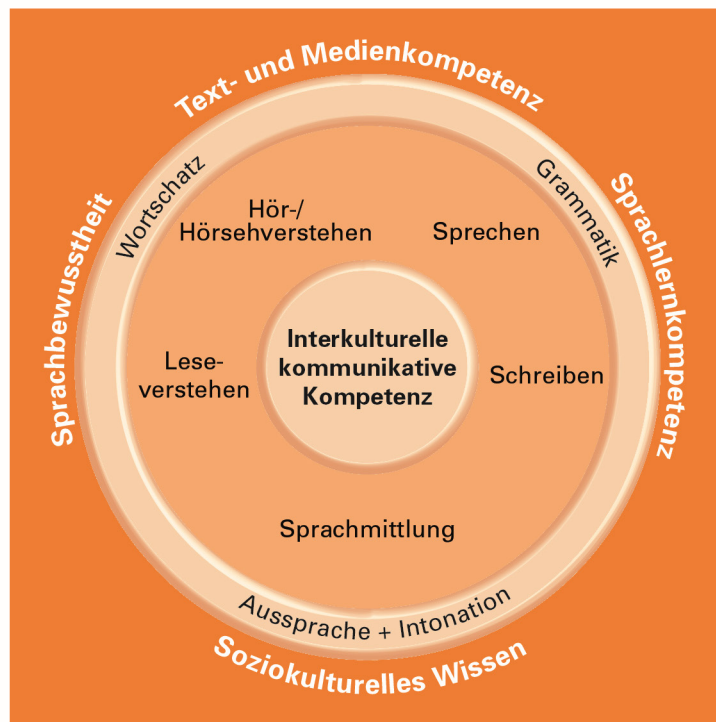 Text- und Medienkompetenz
Sprachbewusstheit
Sprachlernkompetenz
Wortschatz
Grammatik
Hör-/
Hörsehverstehen
Sprechen
Interkulturelle
kommunikative
Kompetenz
Lese-
verstehen
Schreiben
Sprachmittlung
Aussprache + Intonation
Soziokulturelles Wissen